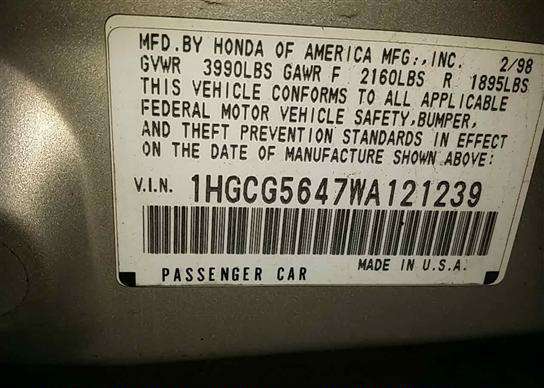 MFD. BY HONDA OF AMERICA MFG., INC. 2/98
GVWR 3990LBS GAWR F 2160LBS R 1895LBS
THIS VEHICLE CONFORMS TO ALL APPLICABLE
FEDERAL MOTOR VEHICLE SAFETY, BUMPER,
AND THEFT PREVENTION STANDARDS IN EFFECT
ON THE DATE OF MANUFACTURE SHOWN ABOVE:
V.I.N. 1HGCG5647WA121239
PASSENGER CAR MADE IN U.S.A.